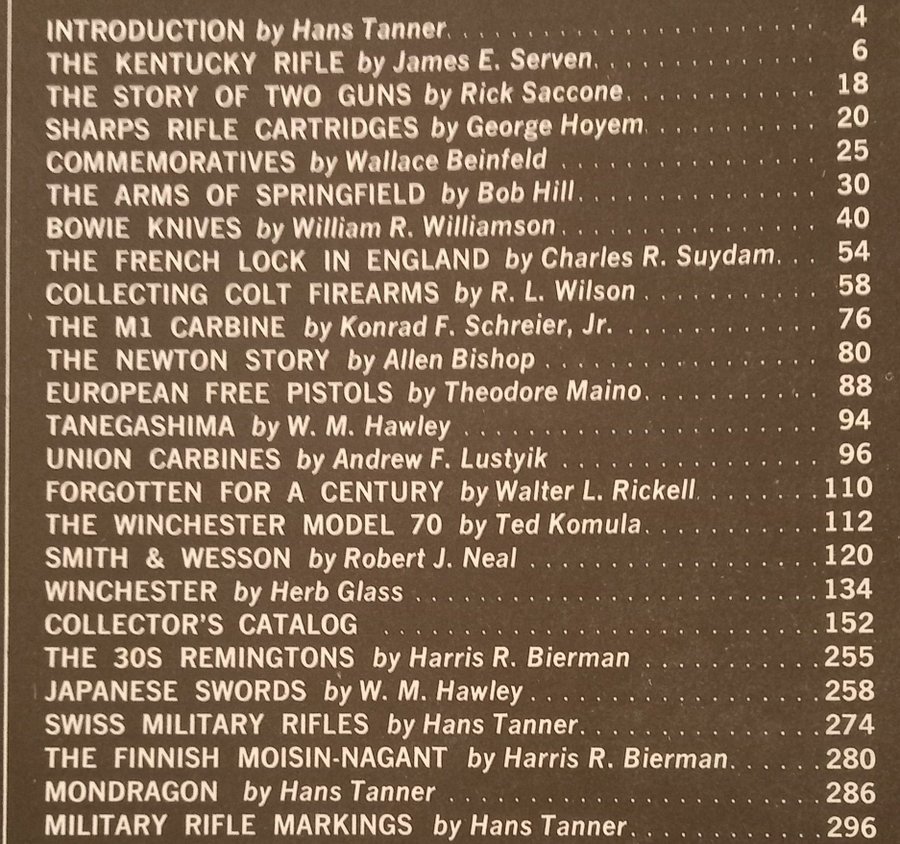 INTRODUCTION by Hans Tanner. . . . . . . . . . . . . . . . . . . . . 4
THE KENTUCKY RIFLE by James E. Serven. . . . . . . . . . . . . 6
THE STORY OF TWO GUNS by Rick Saccone. . . . . . . . . . . 18
SHARPS RIFLE CARTRIDGES by George Hoyem. . . . . . . . . . 20
COMMEMORATIVES by Wallace Beinfeld . . . . . . . . . . . . . . 25
THE ARMS OF SPRINGFIELD by Bob Hill. . . . . . . . . . . . . . 30
BOWIE KNIVES by William R. Williamson. . . . . . . . . . . . . . 40
THE FRENCH LOCK IN ENGLAND by Charles R. Suydam. . . 54
COLLECTING COLT FIREARMS by R. L. Wilson . . . . . . . . . . 58
THE M1 CARBINE by Konrad F. Schreier, Jr. . . . . . . . . . . . 76
THE NEWTON STORY by Allen Bishop . . . . . . . . . . . . . . . 80
EUROPEAN FREE PISTOLS by Theodore Maino. . . . . . . . . . 88
TANEGASHIMA by W. M. Hawley . . . . . . . . . . . . . . . . . . . 94
UNION CARBINES by Andrew F. Lustyik . . . . . . . . . . . . . . 96
FORGOTTEN FOR A CENTURY by Walter L. Rickell. . . . . . . . 110
THE WINCHESTER MODEL 70 by Ted Komula. . . . . . . . . . . 112
SMITH & WESSON by Robert J. Neal . . . . . . . . . . . . . . . . 120
WINCHESTER by Herb Glass . . . . . . . . . . . . . . . . . . . . . 134
COLLECTOR'S CATALOG . . . . . . . . . . . . . . . . . . . . . . . . 152
THE 30S REMINGTONS by Harris R. Bierman . . . . . . . . . . . 255
JAPANESE SWORDS by W. M. Hawley . . . . . . . . . . . . . . . . 258
SWISS MILITARY RIFLES by Hans Tanner. . . . . . . . . . . . . . 274
THE FINNISH MOISIN-NAGANT by Harris R. Bierman. . . . . . 280
MONDRAGON by Hans Tanner . . . . . . . . . . . . . . . . . . . . 286
MILITARY RIFLE MARKINGS by Hans Tanner. . . . . . . . . . . . 296